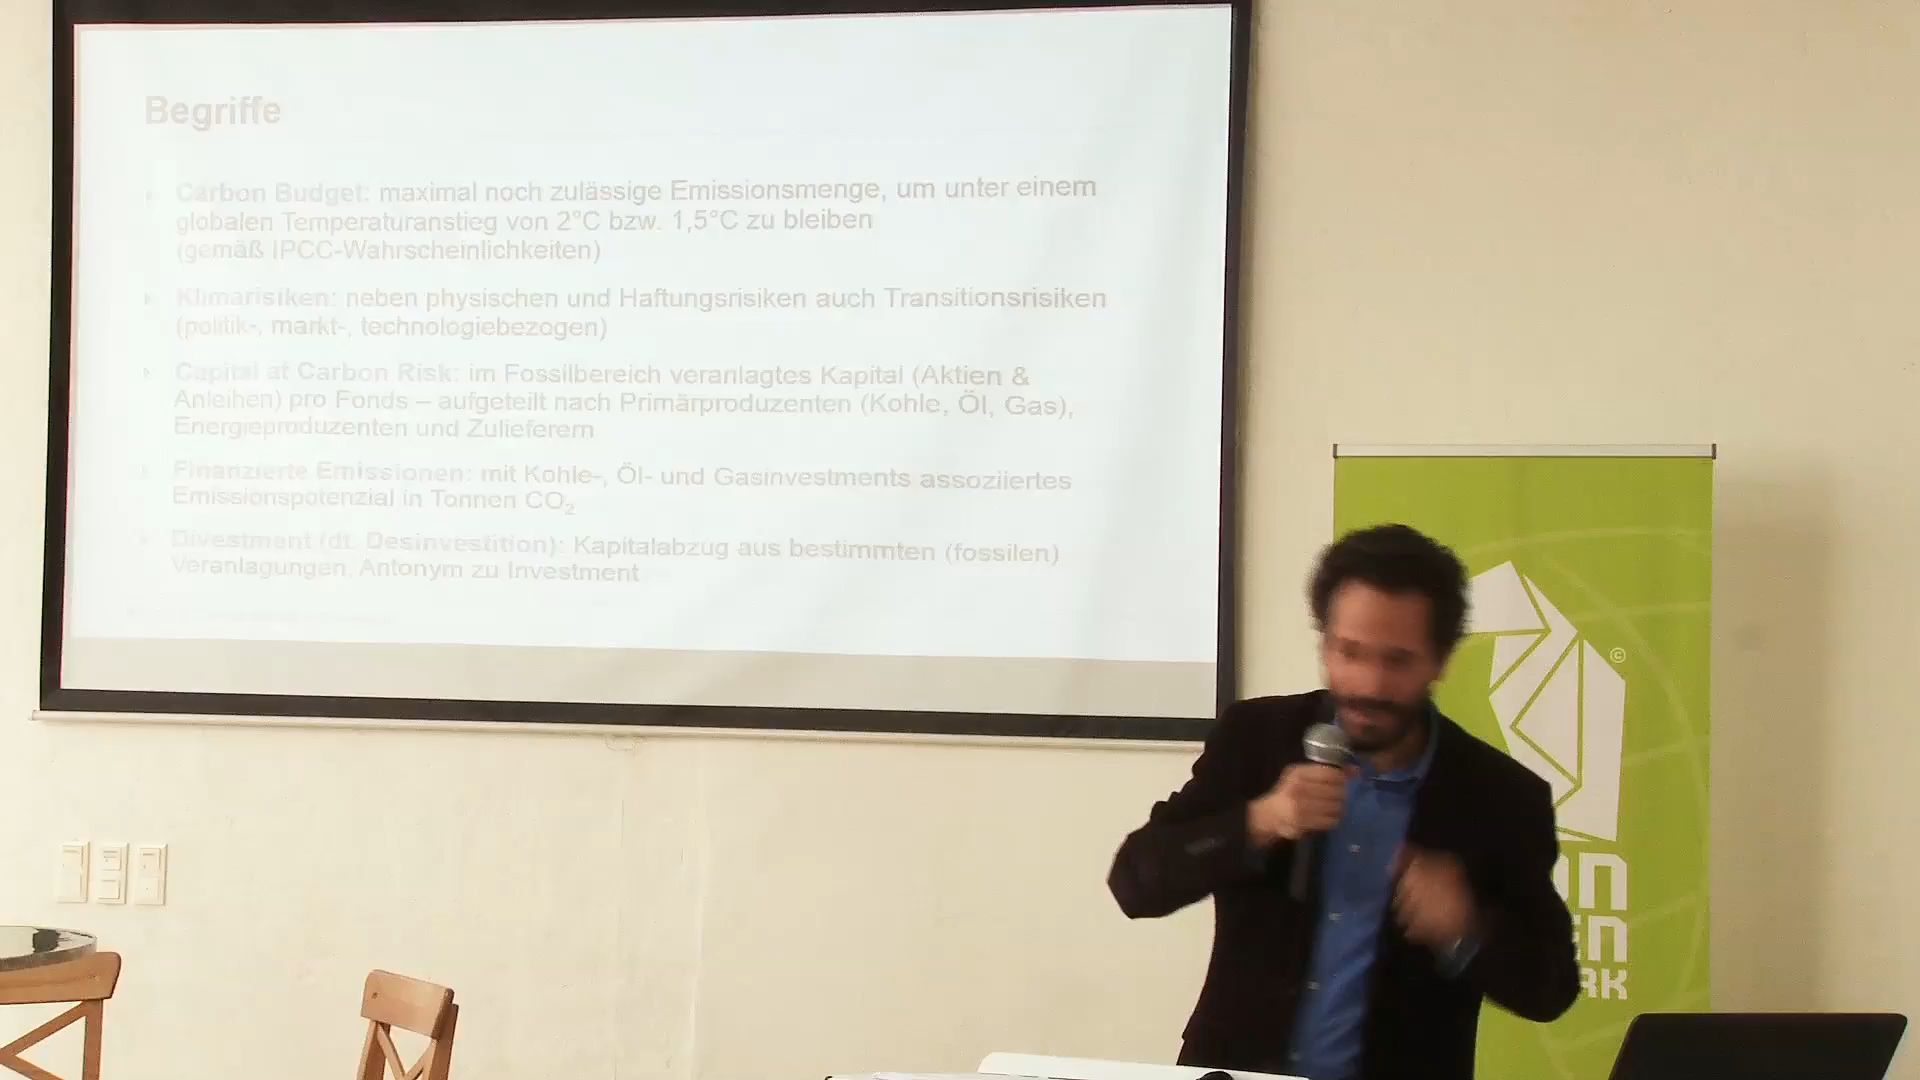 Begriffe
Carbon Budget: maximal noch zulässige Emissionsmenge, um unter einem
globalen Temperaturanstieg von 2°C bzw. 1,5°C zu bleiben
(gemäß IPCC-Wahrscheinlichkeiten)
Klimarisiken: neben physischen und Haftungsrisiken auch Transitionsrisiken
(politik-, markt-, technologiebezogen)
Capital at Carbon Risk: im Fossilbereich veranlagtes Kapital (Aktien &
Anleihen) pro Fonds – aufgeteilt nach Primärproduzenten (Kohle, Öl, Gas),
Energieproduzenten und Zulieferern
Finanzierte Emissionen: mit Kohle-, Öl- und Gasinvestments assoziiertes
Emissionspotenzial in Tonnen CO₂
Divestment (dt. Desinvestition): Kapitalabzug aus bestimmten (fossilen)
Veranlagungen, Antonym zu Investment
©